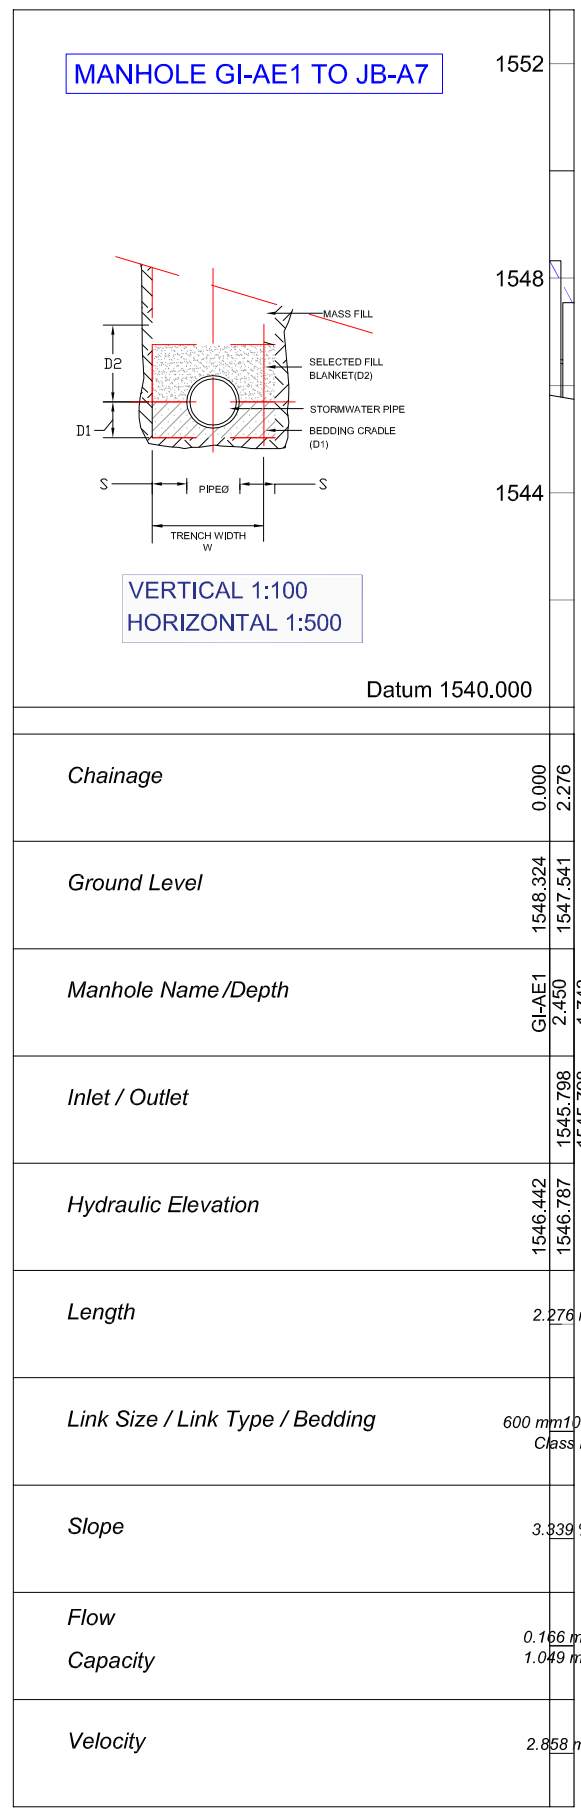 MANHOLE GI-AE1 TO JB-A7
1552
1548
MASS FILL
D2
SELECTED FILL
BLANKET(D2)
STORMWATER PIPE
D1
BEDDING CRADLE
(D1)
1544
S
PIPEØ
S
TRENCH WIDTH
W
VERTICAL 1:100
HORIZONTAL 1:500
Datum 1540.000
Chainage
0.000
2.276
Ground Level
1548.324
1547.541
Manhole Name/Depth
GI-AE1
2.450
Inlet / Outlet
1545.798
Hydraulic Elevation
1546.442
1546.787
Length
2.276
Link Size / Link Type / Bedding
600 mm10
Class
Slope
3.339
Flow
0.166 m
Capacity
1.049 m
Velocity
2.858 m